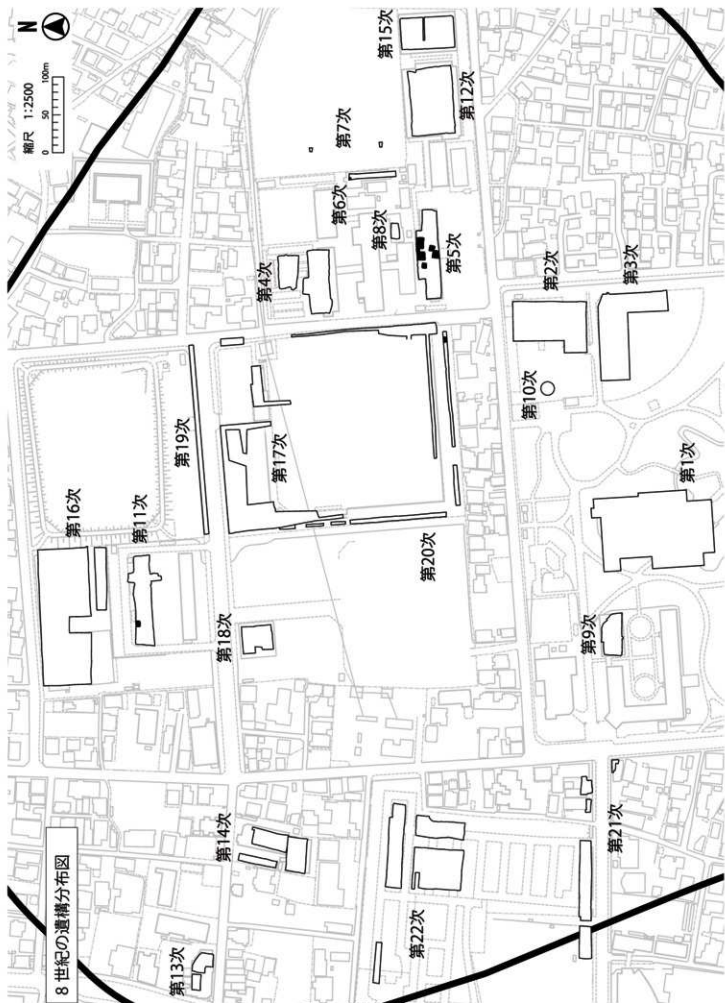 8世紀の遺構分布図
N
縮尺 1:2500
0 50 100m
第13次
第14次
第22次
第21次
第16次
第11次
第18次
第19次
第17次
第20次
第9次
第1次
第10次
第2次
第3次
第4次
第5次
第8次
第6次
第7次
第12次
第15次